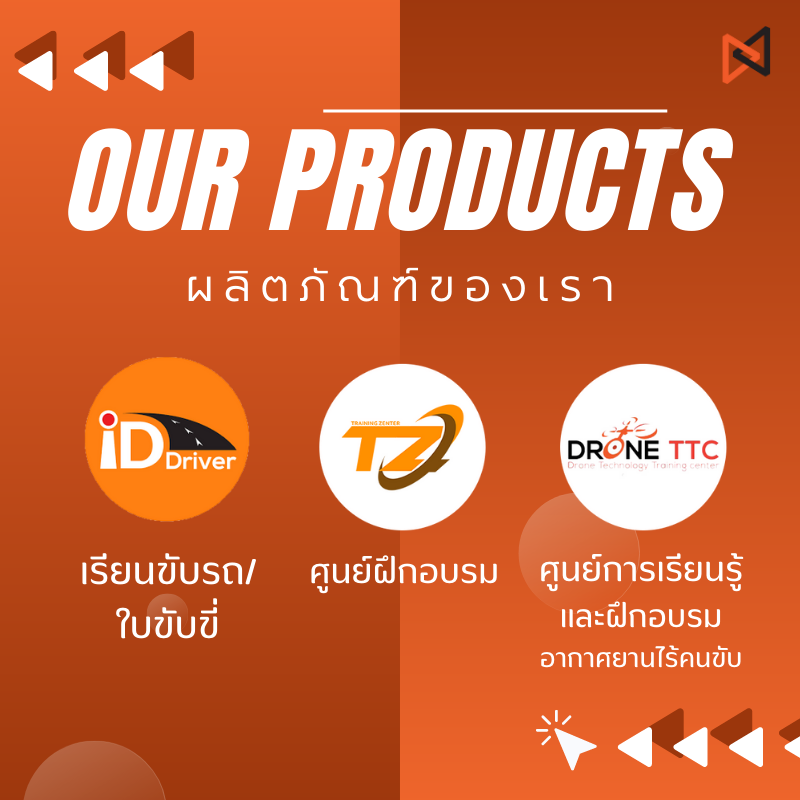 OUR PRODUCTS
ผลิตภัณฑ์ของเรา
iD Driver
TRAINING ZENTER
TZ
DRONE TTC
Drone Technology Training center
เรียนขับรถ/
ใบขับขี่
ศูนย์ฝึกอบรม
ศูนย์การเรียนรู้
และฝึกอบรม
อากาศยานไร้คนขับ